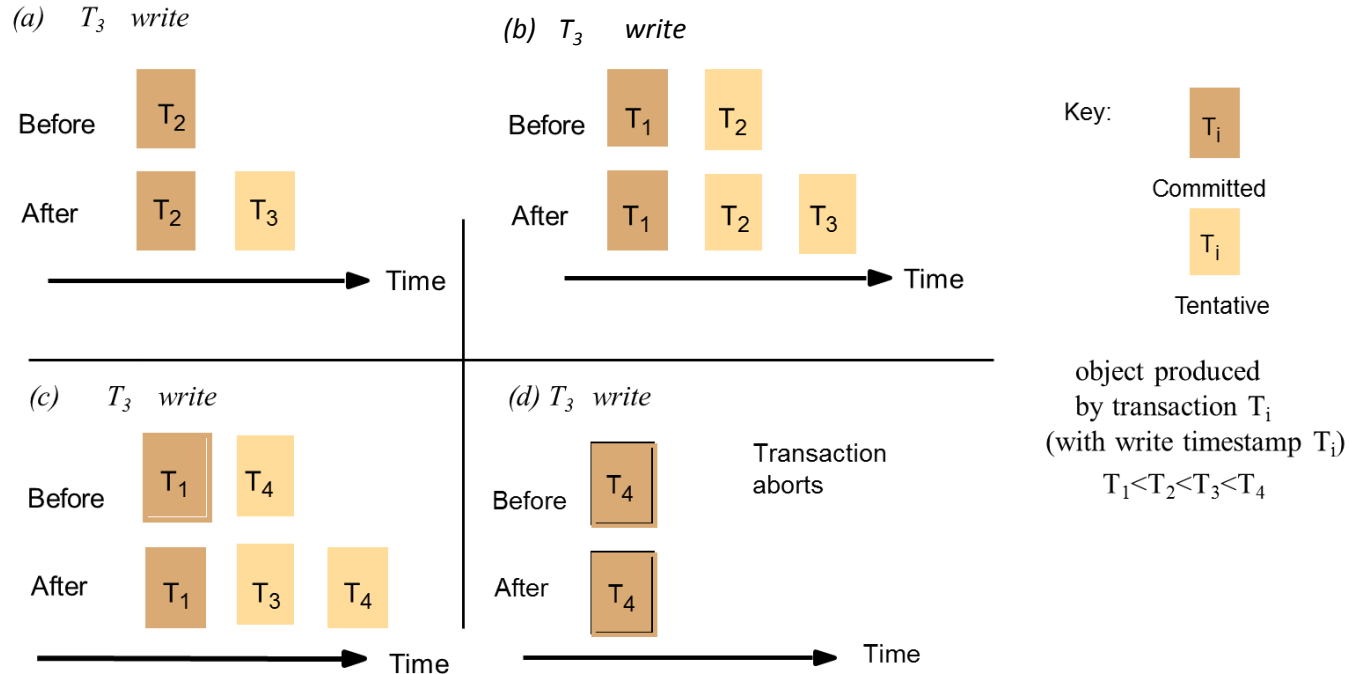 (a) T₃ write
Before T₂
After T₂ T₃
Time
(b) T₃ write
Before T₁ T₂
After T₁ T₂ T₃
Time
(c) T₃ write
Before T₁ T₄
After T₁ T₃ T₄
Time
(d) T₃ write
Transaction
aborts
Before T₄
After T₄
Time
Key:
Tᵢ
Committed
Tᵢ
Tentative
object produced
by transaction Tᵢ
(with write timestamp Tᵢ)
T₁<T₂<T₃<T₄